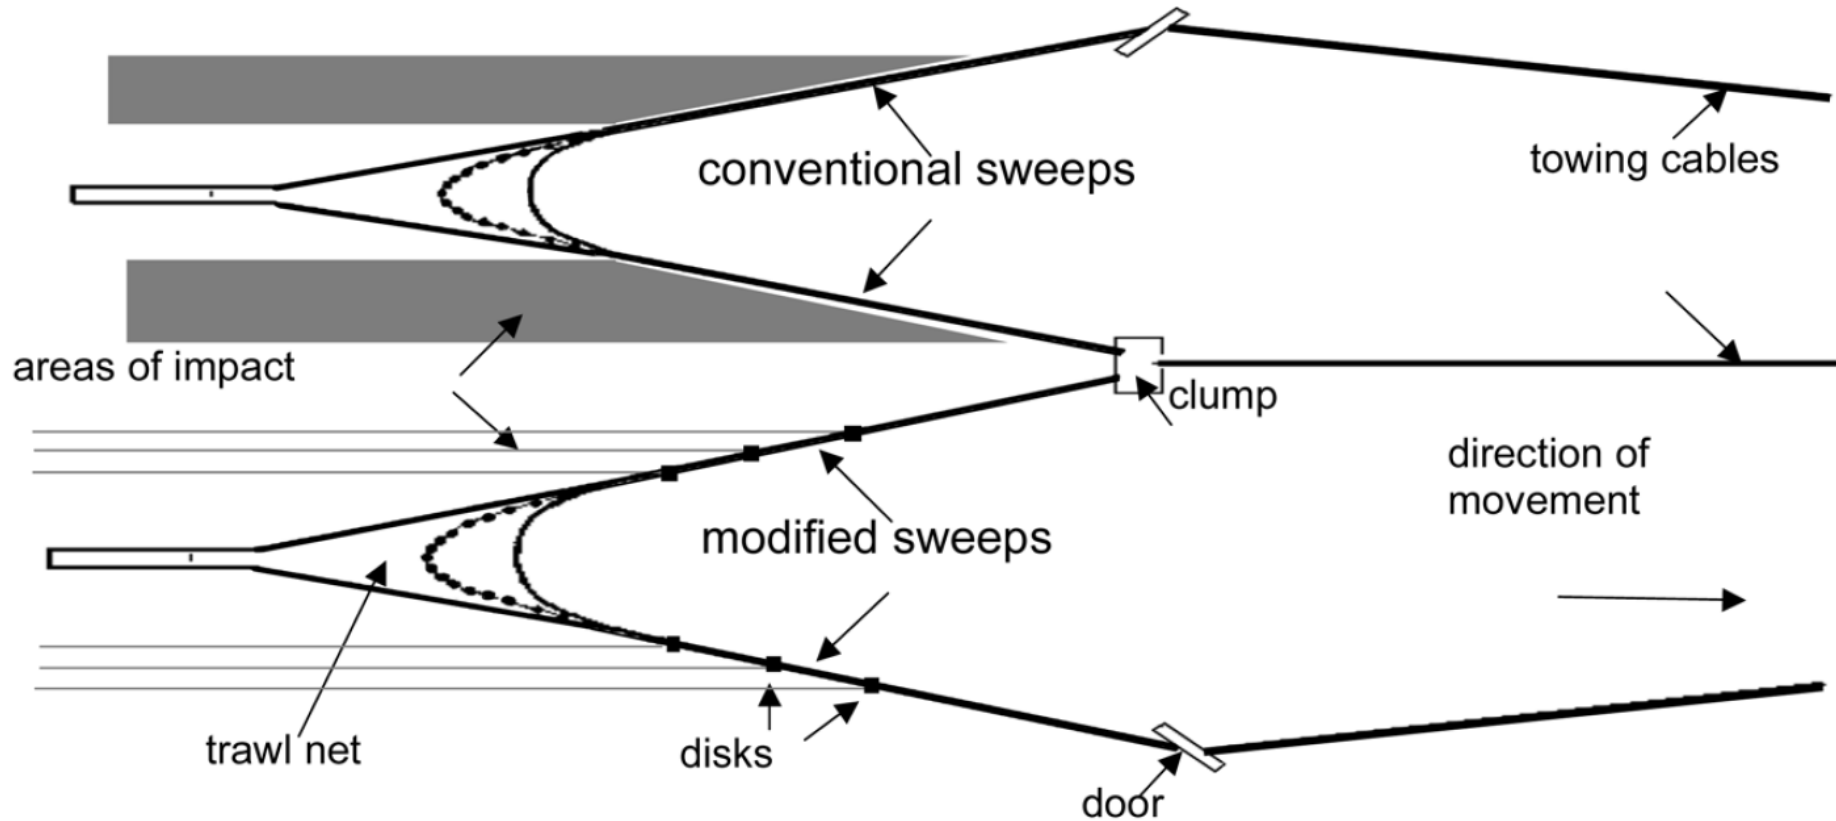 conventional sweeps
towing cables
areas of impact
clump
direction of
movement
modified sweeps
trawl net
disks
door